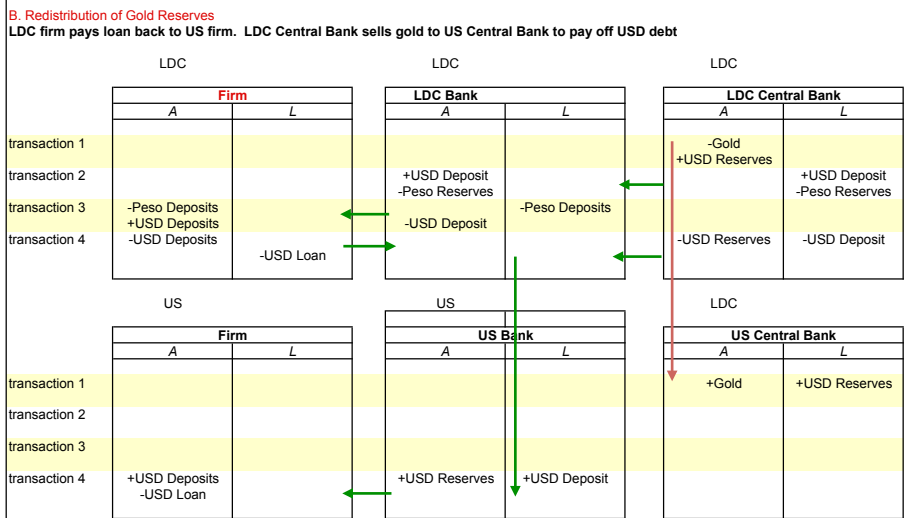 B. Redistribution of Gold Reserves
LDC firm pays loan back to US firm.  LDC Central Bank sells gold to US Central Bank to pay off USD debt
LDC LDC LDC
Firm LDC Bank LDC Central Bank
A L A L A L
transaction 1 -Gold
+USD Reserves
transaction 2 +USD Deposit +USD Deposit
-Peso Reserves -Peso Reserves
transaction 3 -Peso Deposits -Peso Deposits
+USD Deposits -USD Deposit
transaction 4 -USD Deposits -USD Reserves -USD Deposit
-USD Loan
US US LDC
Firm US Bank US Central Bank
A L A L A L
transaction 1 +Gold +USD Reserves
transaction 2
transaction 3
transaction 4 +USD Deposits +USD Reserves +USD Deposit
-USD Loan